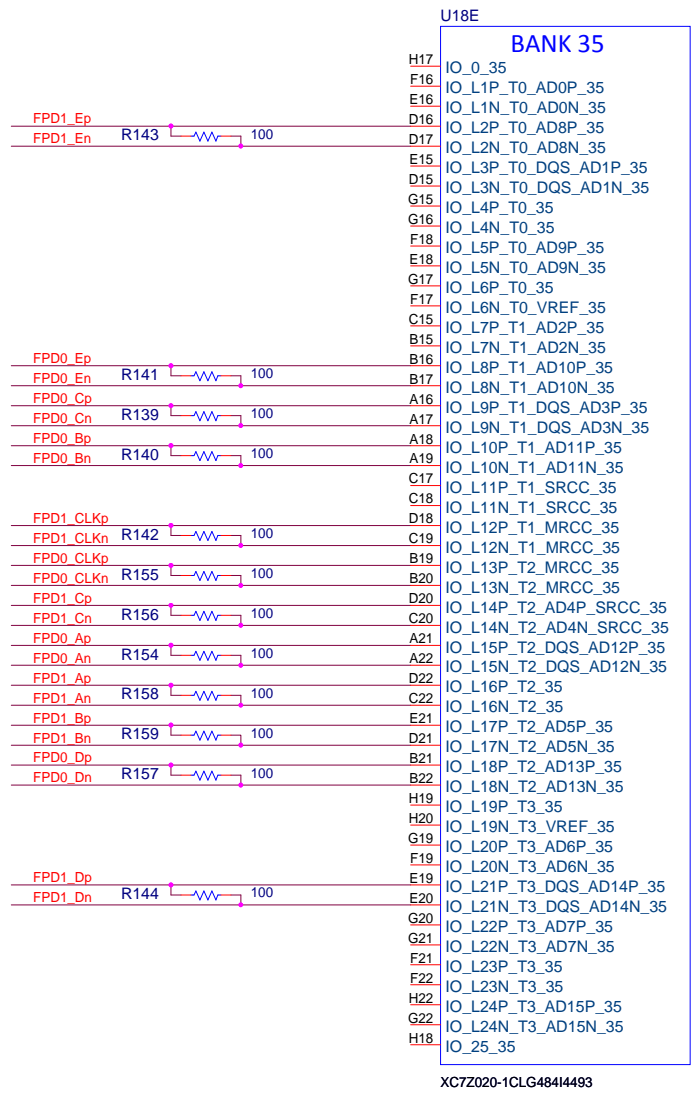 U18E
BANK 35
H17 IO_0_35
F16 IO_L1P_T0_AD0P_35
E16 IO_L1N_T0_AD0N_35
FPD1_Ep D16 IO_L2P_T0_AD8P_35
R143 100
FPD1_En D17 IO_L2N_T0_AD8N_35
E15 IO_L3P_T0_DQS_AD1P_35
D15 IO_L3N_T0_DQS_AD1N_35
G15 IO_L4P_T0_35
G16 IO_L4N_T0_35
F18 IO_L5P_T0_AD9P_35
E18 IO_L5N_T0_AD9N_35
G17 IO_L6P_T0_35
F17 IO_L6N_T0_VREF_35
C15 IO_L7P_T1_AD2P_35
B15 IO_L7N_T1_AD2N_35
FPD0_Ep B16 IO_L8P_T1_AD10P_35
R141 100
FPD0_En B17 IO_L8N_T1_AD10N_35
FPD0_Cp A16 IO_L9P_T1_DQS_AD3P_35
R139 100
FPD0_Cn A17 IO_L9N_T1_DQS_AD3N_35
FPD0_Bp A18 IO_L10P_T1_AD11P_35
R140 100
FPD0_Bn A19 IO_L10N_T1_AD11N_35
C17 IO_L11P_T1_SRCC_35
C18 IO_L11N_T1_SRCC_35
FPD1_CLKp D18 IO_L12P_T1_MRCC_35
R142 100
FPD1_CLKn C19 IO_L12N_T1_MRCC_35
FPD0_CLKp B19 IO_L13P_T2_MRCC_35
R155 100
FPD0_CLKn B20 IO_L13N_T2_MRCC_35
FPD1_Cp D20 IO_L14P_T2_AD4P_SRCC_35
R156 100
FPD1_Cn C20 IO_L14N_T2_AD4N_SRCC_35
FPD0_Ap A21 IO_L15P_T2_DQS_AD12P_35
R154 100
FPD0_An A22 IO_L15N_T2_DQS_AD12N_35
FPD1_Ap D22 IO_L16P_T2_35
R158 100
FPD1_An C22 IO_L16N_T2_35
FPD1_Bp E21 IO_L17P_T2_AD5P_35
R159 100
FPD1_Bn D21 IO_L17N_T2_AD5N_35
FPD0_Dp B21 IO_L18P_T2_AD13P_35
R157 100
FPD0_Dn B22 IO_L18N_T2_AD13N_35
H19 IO_L19P_T3_35
H20 IO_L19N_T3_VREF_35
G19 IO_L20P_T3_AD6P_35
F19 IO_L20N_T3_AD6N_35
FPD1_Dp E19 IO_L21P_T3_DQS_AD14P_35
R144 100
FPD1_Dn E20 IO_L21N_T3_DQS_AD14N_35
G20 IO_L22P_T3_AD7P_35
G21 IO_L22N_T3_AD7N_35
F21 IO_L23P_T3_35
F22 IO_L23N_T3_35
H22 IO_L24P_T3_AD15P_35
G22 IO_L24N_T3_AD15N_35
H18 IO_25_35
XC7Z020-1CLG484I4493